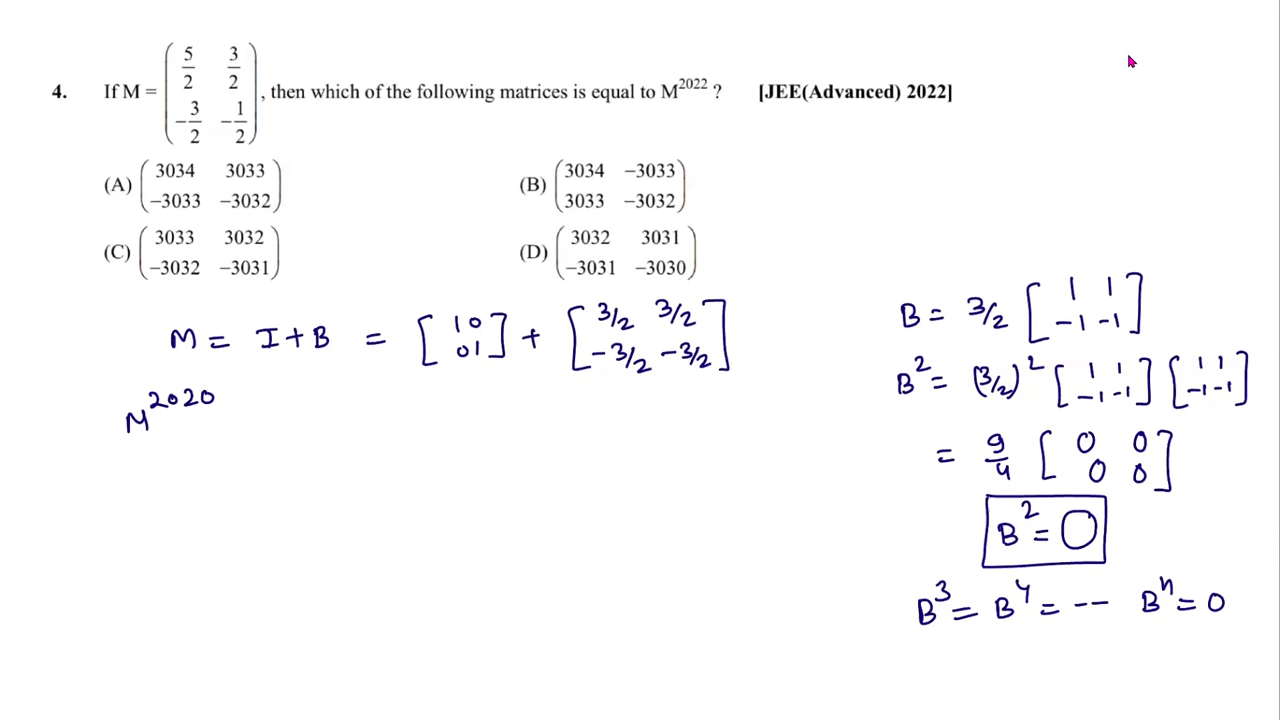 4. If M = (5/2 3/2; -3/2 -1/2), then which of the following matrices is equal to M^2022 ? [JEE(Advanced) 2022]
(A) (3034 3033; -3033 -3032) (B) (3034 -3033; 3033 -3032)
(C) (3033 3032; -3032 -3031) (D) (3032 3031; -3031 -3030)
M = I + B = [1 0; 0 1] + [3/2 3/2; -3/2 -3/2]
M^2020
B = 3/2 [1 1; -1 -1]
B^2 = (3/2)^2 [1 1; -1 -1] [1 1; -1 -1]
= 9/4 [0 0; 0 0]
B^2 = O
B^3 = B^4 = -- B^n = 0